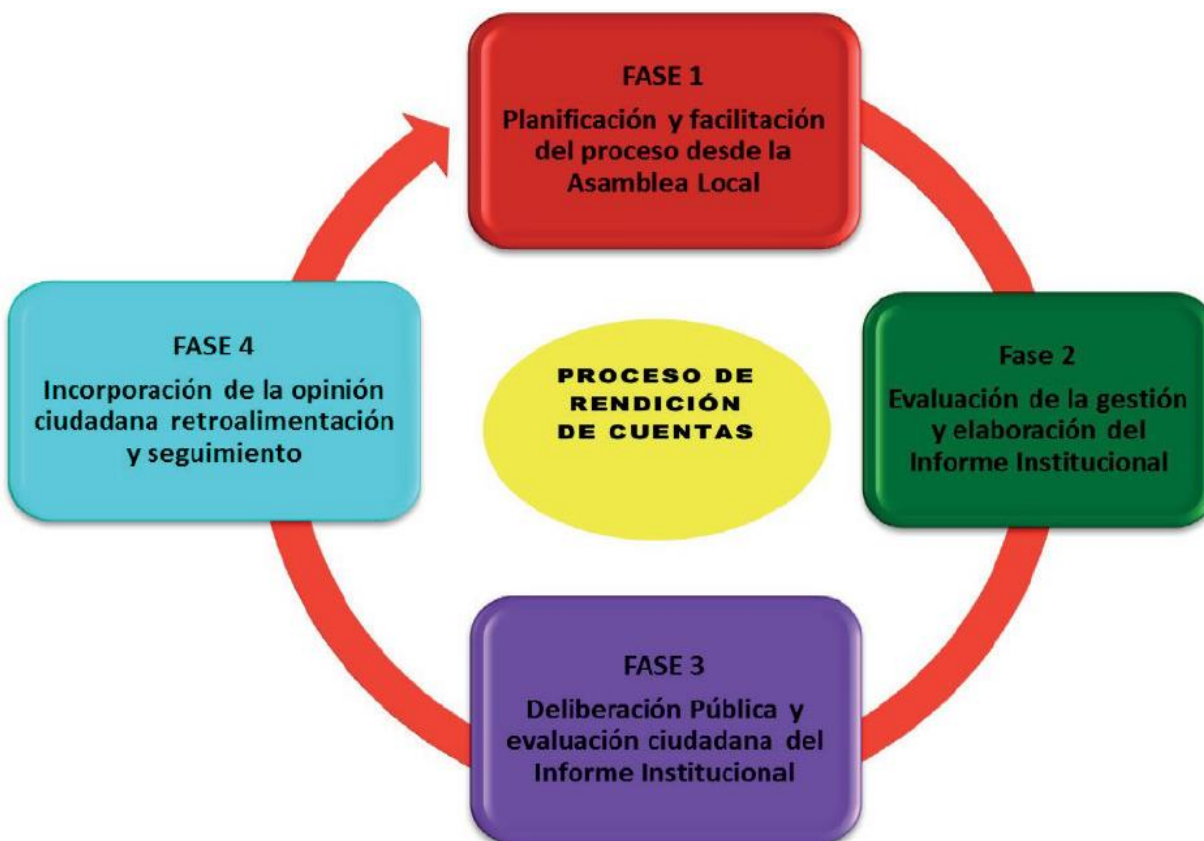 FASE 1
Planificación y facilitación
del proceso desde la
Asamblea Local
FASE 4
Incorporación de la opinión
ciudadana retroalimentación
y seguimiento
PROCESO DE
RENDICIÓN
DE CUENTAS
Fase 2
Evaluación de la gestión
y elaboración del
Informe Institucional
FASE 3
Deliberación Pública y
evaluación ciudadana del
Informe Institucional